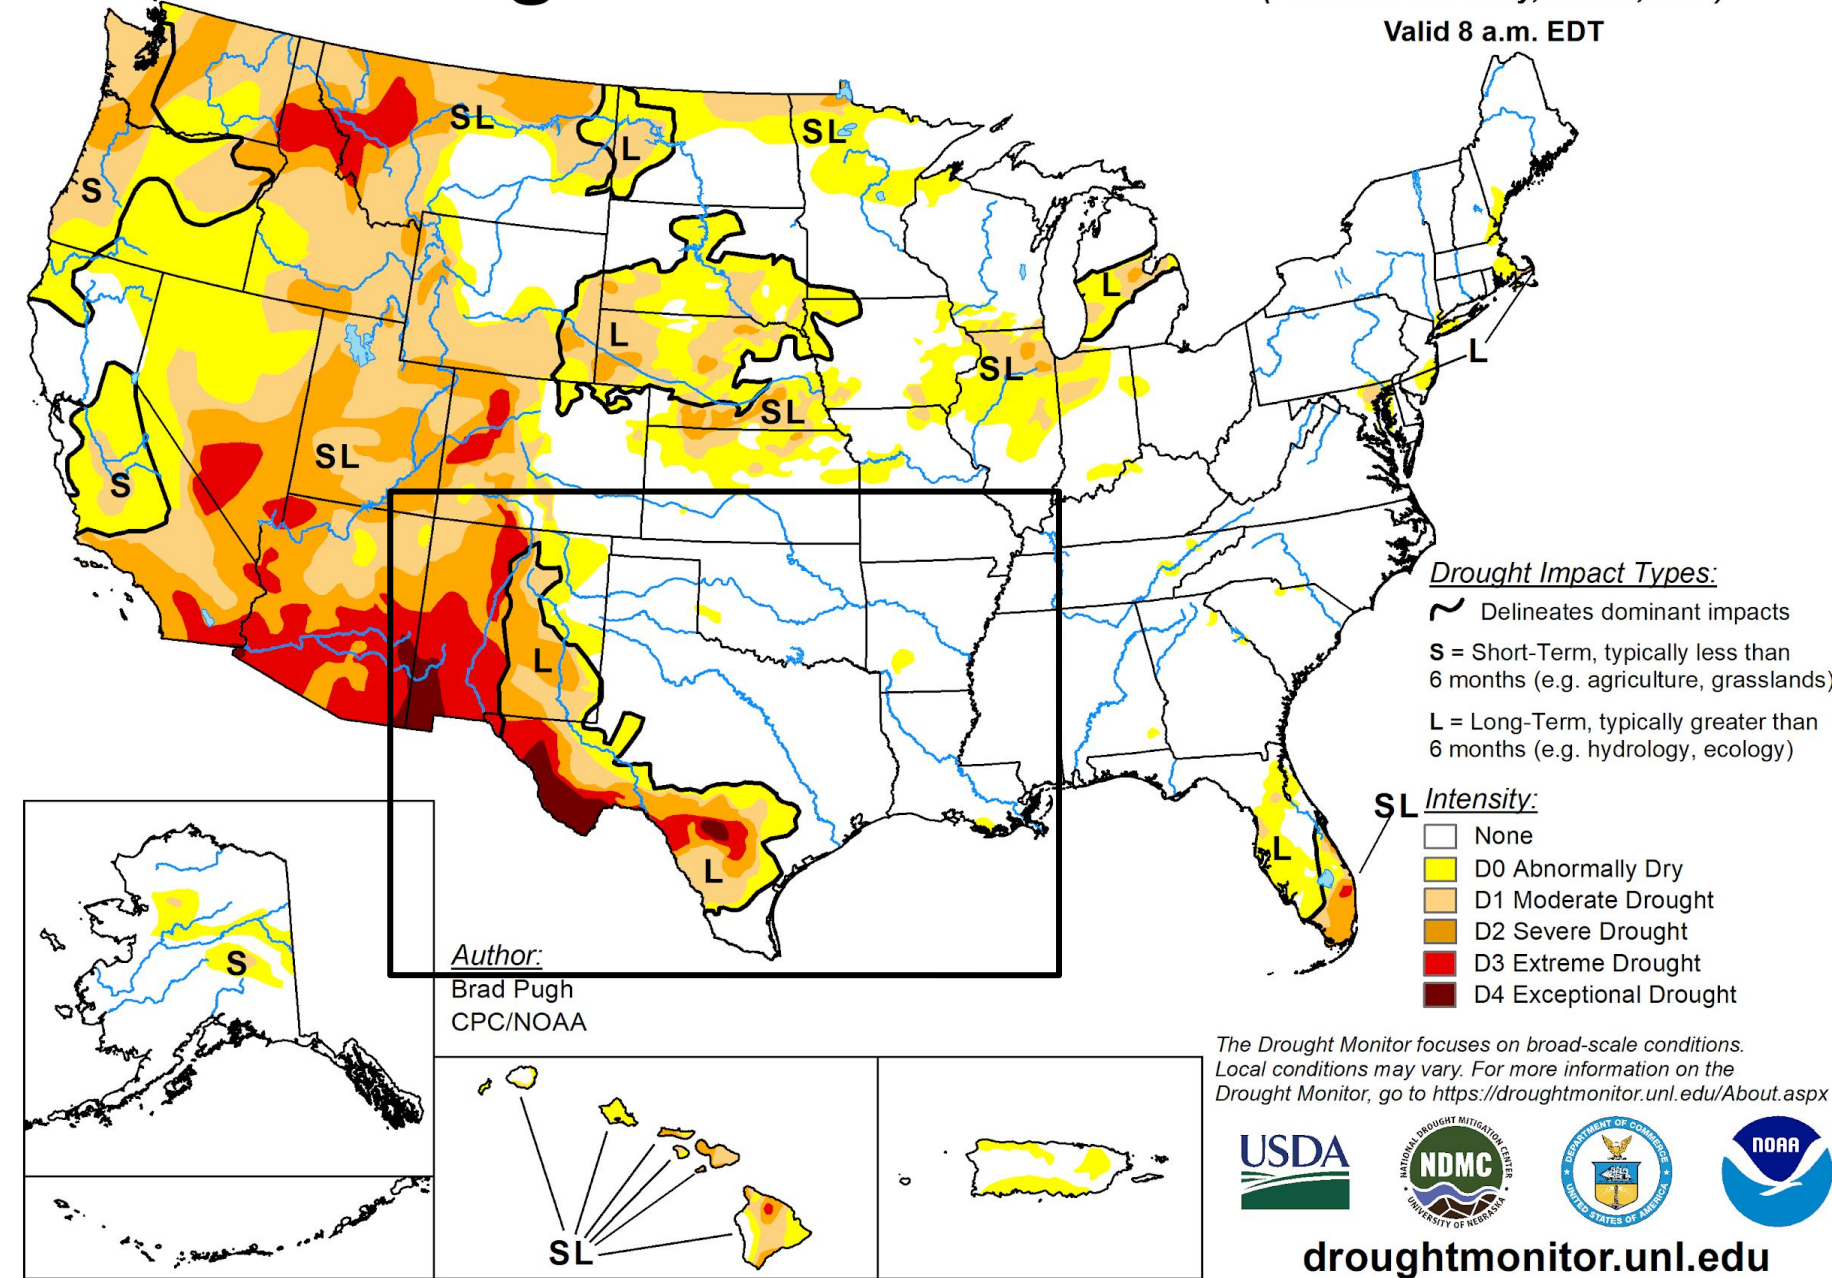 Valid 8 a.m. EDT
SL
L
SL
S
L
L
SL
L
SL
L
SL
S
L
L
L
SL
L
S
SL
Drought Impact Types:
Delineates dominant impacts
S = Short-Term, typically less than
6 months (e.g. agriculture, grasslands)
L = Long-Term, typically greater than
6 months (e.g. hydrology, ecology)
Intensity:
None
D0 Abnormally Dry
D1 Moderate Drought
D2 Severe Drought
D3 Extreme Drought
D4 Exceptional Drought
Author:
Brad Pugh
CPC/NOAA
The Drought Monitor focuses on broad-scale conditions.
Local conditions may vary. For more information on the
Drought Monitor, go to https://droughtmonitor.unl.edu/About.aspx
USDA
NATIONAL DROUGHT MITIGATION CENTER
NDMC
UNIVERSITY OF NEBRASKA
DEPARTMENT OF COMMERCE
UNITED STATES OF AMERICA
NOAA
droughtmonitor.unl.edu